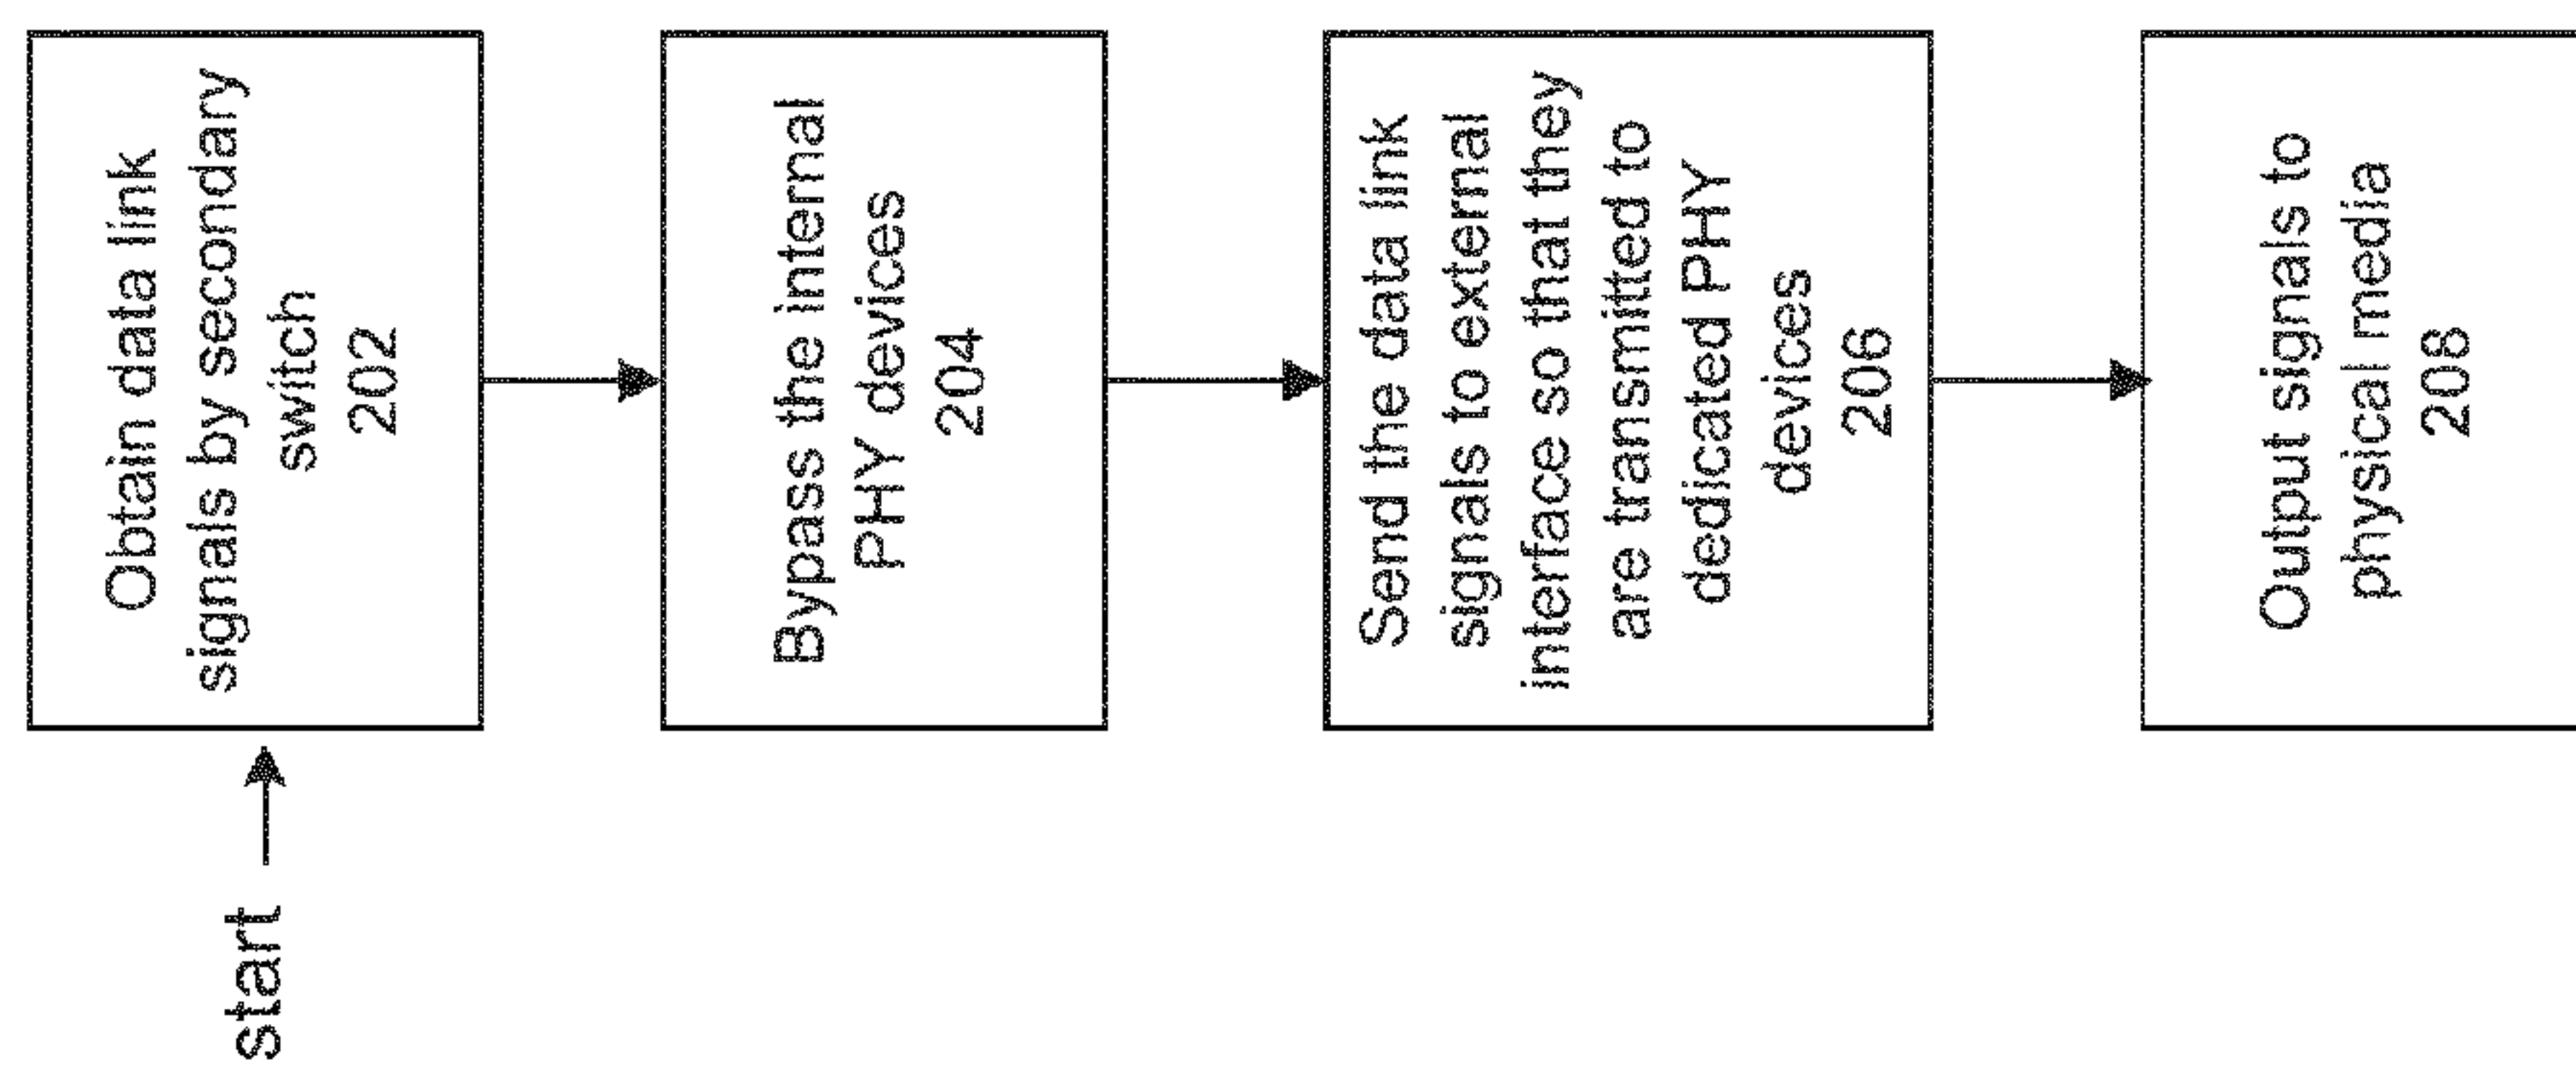 start
Obtain data link
signals by secondary
switch
202
Bypass the internal
PHY devices
204
Send the data link
signals to external
interface so that they
are transmitted to
dedicated PHY
devices
206
Output signals to
physical media
208